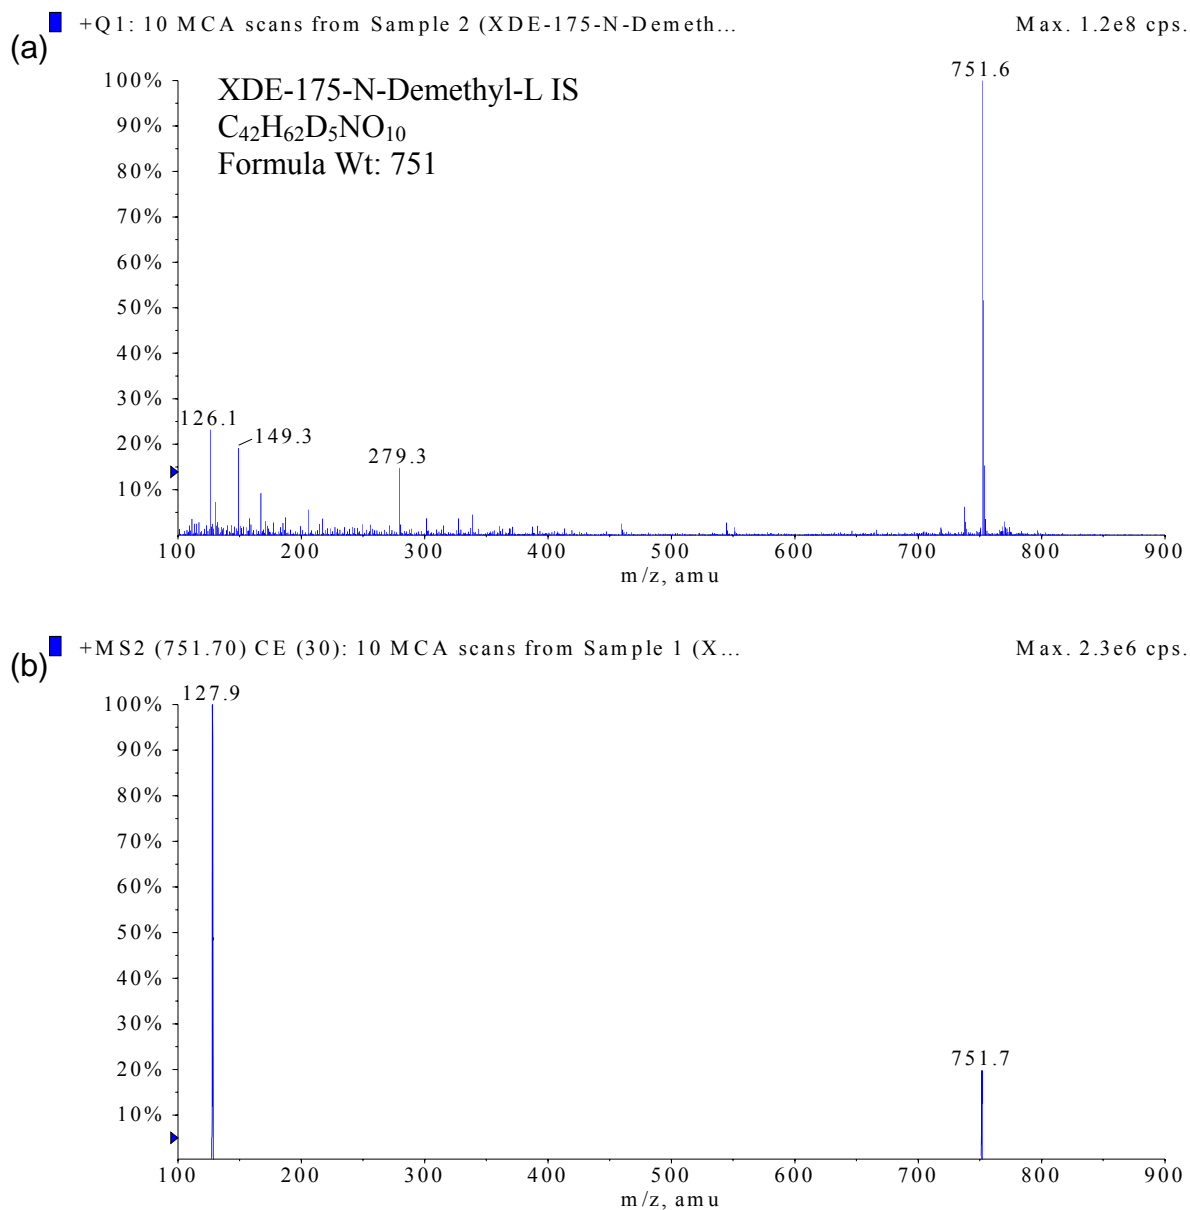 (a)
+Q1: 10 MCA scans from Sample 2 (XDE-175-N-Demeth... Max. 1.2e8 cps.
XDE-175-N-Demethyl-L IS
C₄₂H₆₂D₅NO₁₀
Formula Wt: 751
751.6
100%
90%
80%
70%
60%
50%
40%
30%
20%
10%
126.1
149.3
279.3
100 200 300 400 500 600 700 800 900
m/z, amu
(b)
+MS2 (751.70) CE (30): 10 MCA scans from Sample 1 (X... Max. 2.3e6 cps.
127.9
100%
90%
80%
70%
60%
50%
40%
30%
20%
10%
751.7
100 200 300 400 500 600 700 800 900
m/z, amu